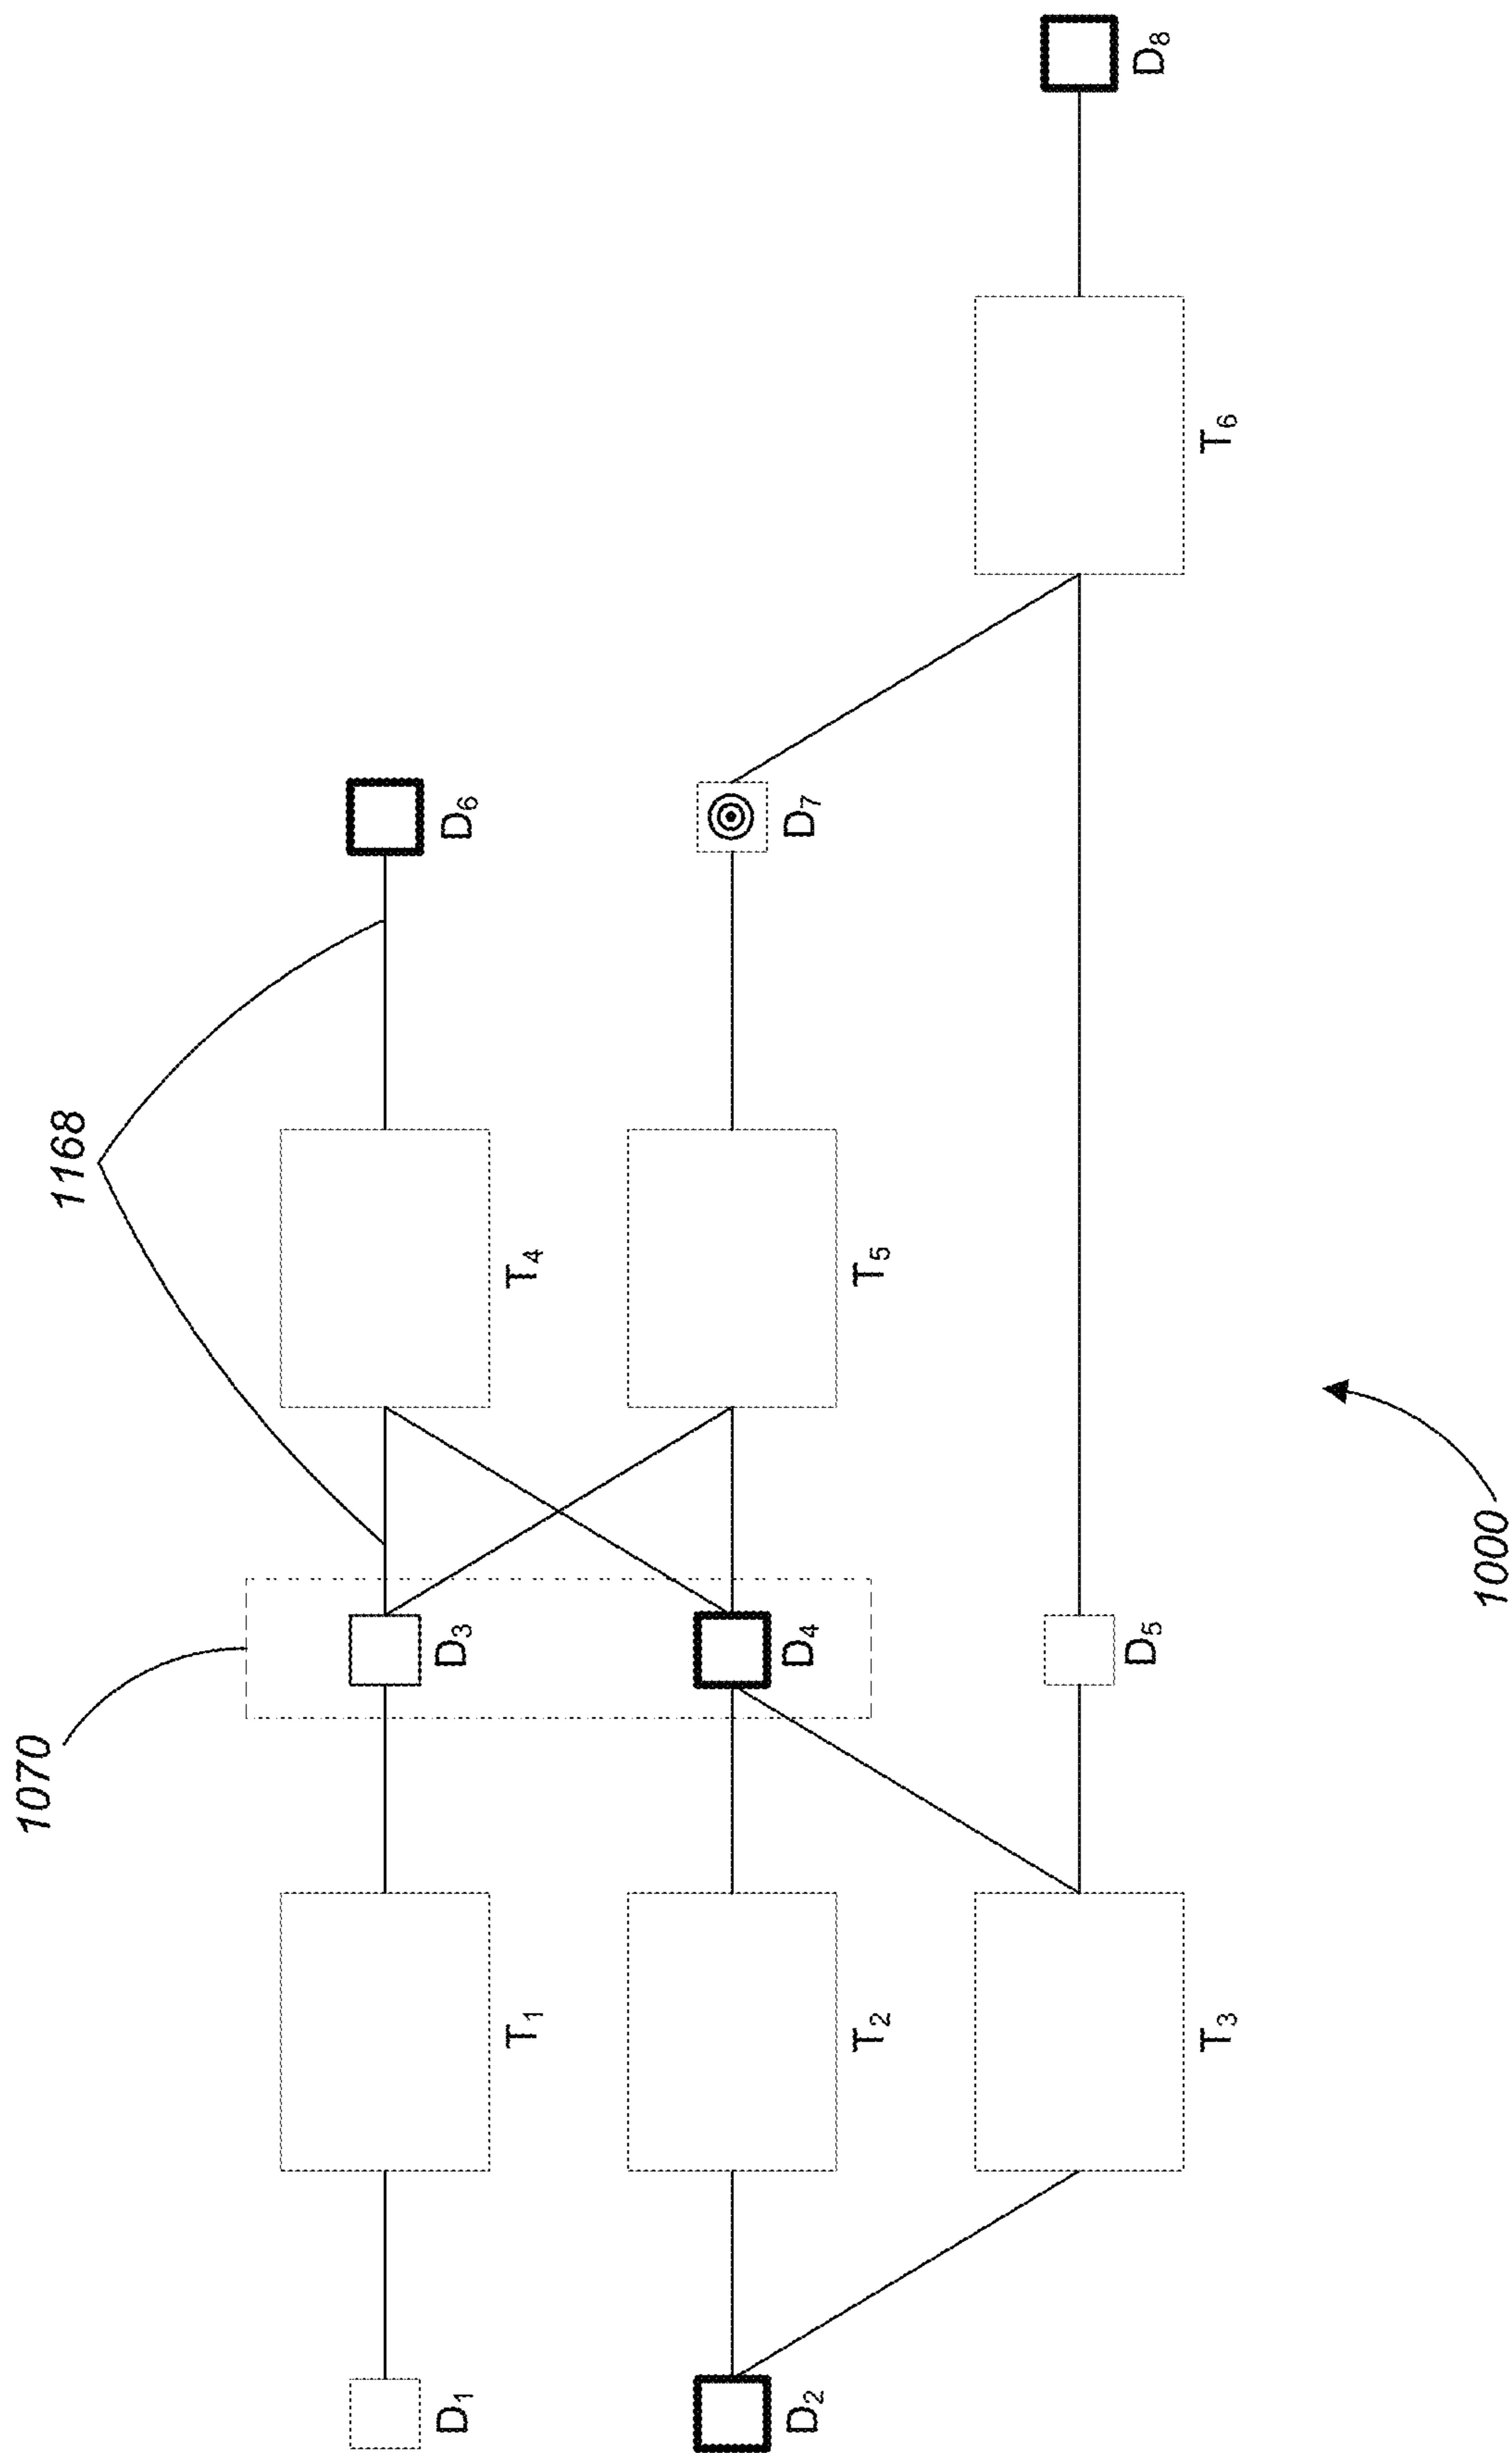 1070
1168
D₁
T₁
D₃
T₄
D₆
D₂
T₂
D₄
T₅
D₇
T₃
D₅
T₆
D₈
1000